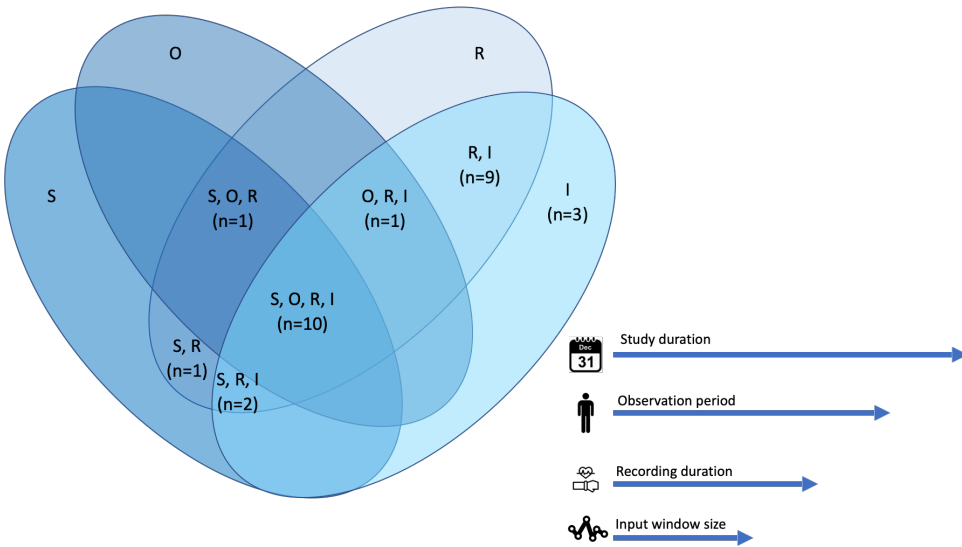 O
R
S
R, I
(n=9)
I
(n=3)
S, O, R
(n=1)
O, R, I
(n=1)
S, O, R, I
(n=10)
S, R
(n=1)
S, R, I
(n=2)
Dec
31
Study duration
Observation period
Recording duration
Input window size